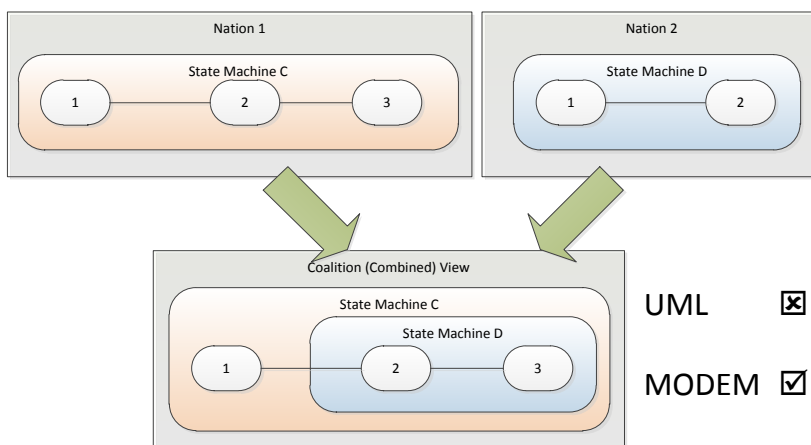 Nation 1
State Machine C
1
2
3
Nation 2
State Machine D
1
2
Coalition (Combined) View
State Machine C
State Machine D
1
2
3
UML ☒
MODEM ☑